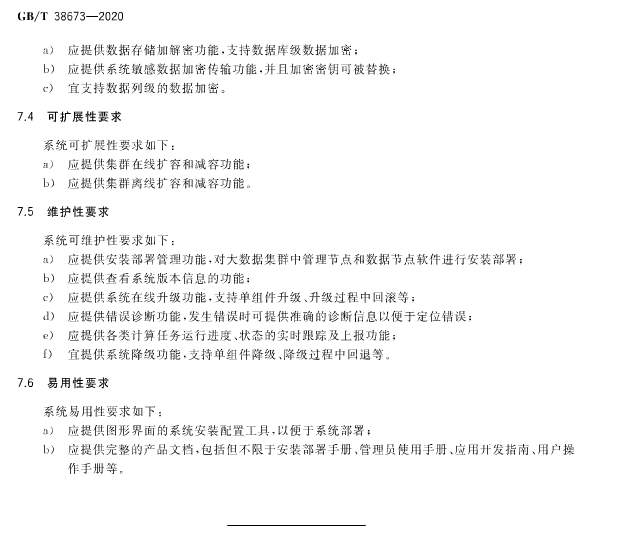 GB/T 38673—2020
a) 应提供数据存储加解密功能,支持数据库级数据加密;
b) 应提供系统敏感数据加密传输功能,并且加密密钥可被替换;
c) 宜支持数据列级的数据加密。
7.4 可扩展性要求
系统可扩展性要求如下:
a) 应提供集群在线扩容和减容功能;
b) 应提供集群离线扩容和减容功能。
7.5 维护性要求
系统可维护性要求如下:
a) 应提供安装部署管理功能,对大数据集群中管理节点和数据节点软件进行安装部署;
b) 应提供查看系统版本信息的功能;
c) 应提供系统在线升级功能,支持单组件升级、升级过程中回滚等;
d) 应提供错误诊断功能,发生错误时可提供准确的诊断信息以便于定位错误;
e) 应提供各类计算任务运行进度、状态的实时跟踪及上报功能;
f) 宜提供系统降级功能,支持单组件降级、降级过程中回退等。
7.6 易用性要求
系统易用性要求如下:
a) 应提供图形界面的系统安装配置工具,以便于系统部署;
b) 应提供完整的产品文档,包括但不限于安装部署手册、管理员使用手册、应用开发指南、用户操
作手册等。